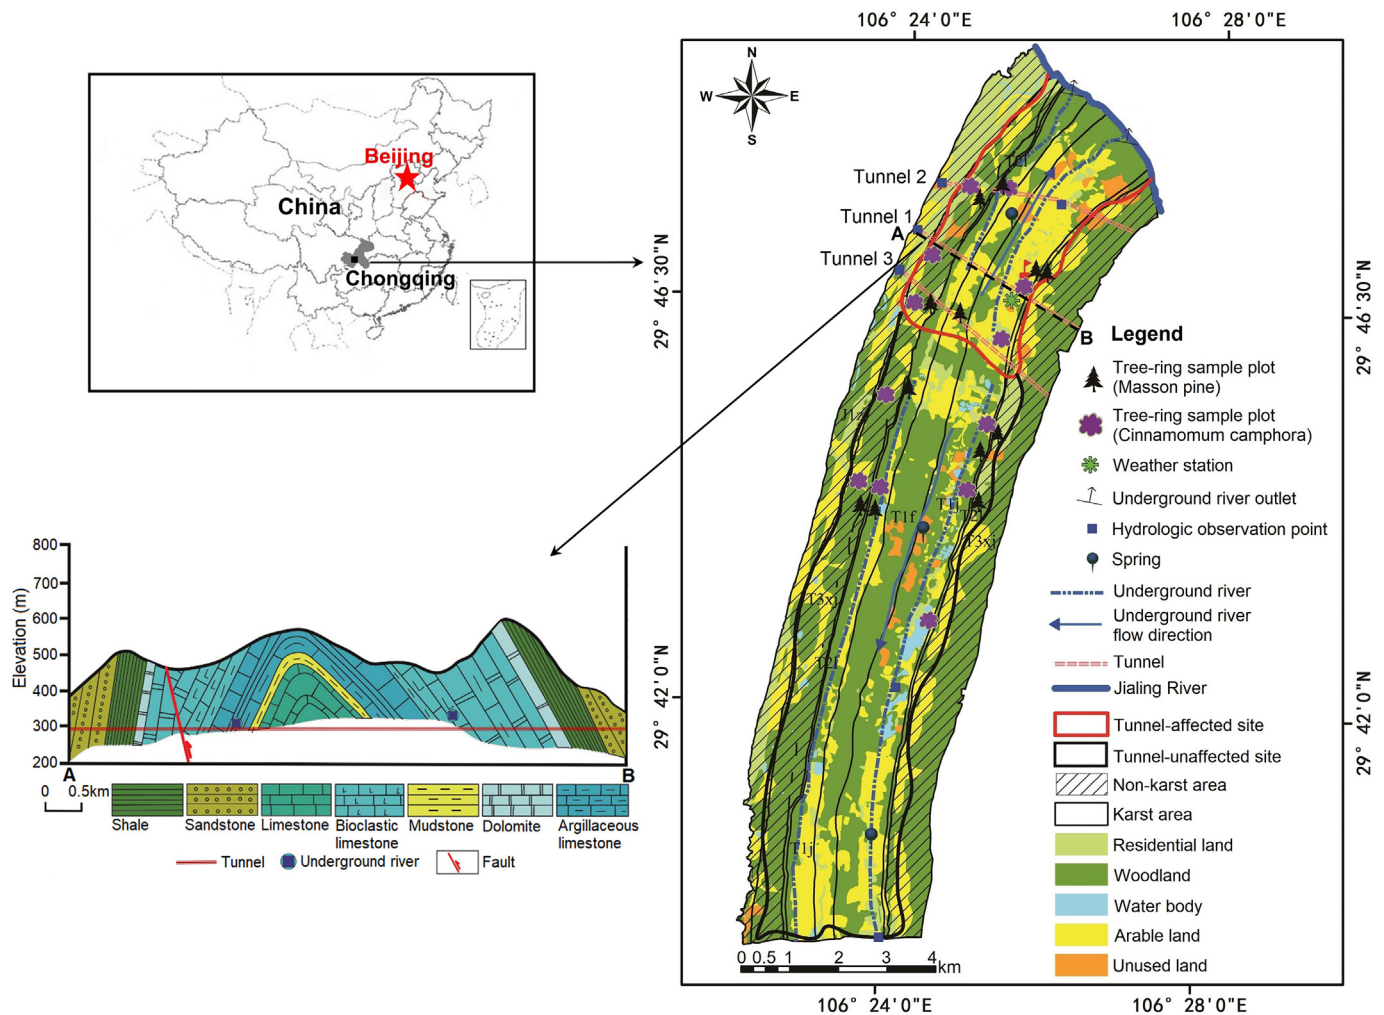 106° 24'0"E
106° 28'0"E
N
W
E
S
Beijing
China
Chongqing
29° 46'30"N
29° 46'30"N
Tunnel 2
Tunnel 1
A
Tunnel 3
B
J1z
T1f
T1j
T2l
T3xj
T3xj
T2l
T1j
Legend
Tree-ring sample plot
(Masson pine)
Tree-ring sample plot
(Cinnamomum camphora)
Weather station
Underground river outlet
Hydrologic observation point
Spring
Underground river
Underground river
flow direction
Tunnel
Jialing River
Tunnel-affected site
Tunnel-unaffected site
Non-karst area
Karst area
Residential land
Woodland
Water body
Arable land
Unused land
29° 42'0"N
29° 42'0"N
0 0.5 1 2 3 4
km
106° 24'0"E
106° 28'0"E
Elevation (m)
800
700
600
500
400
300
200
A
B
0 0.5km
Shale
Sandstone
Limestone
Bioclastic
limestone
Mudstone
Dolomite
Argillaceous
limestone
Tunnel
Underground river
Fault